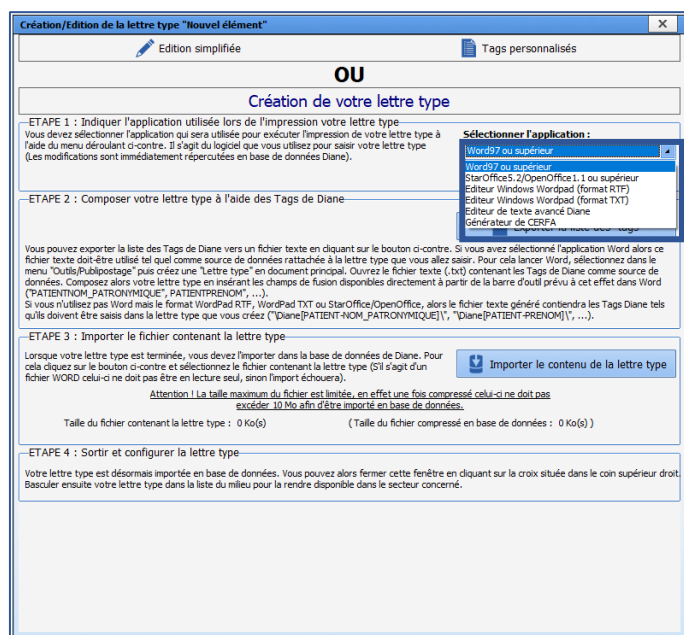 Création/Edition de la lettre type "Nouvel élément"
Edition simplifiée
Tags personnalisés
OU
Création de votre lettre type
ETAPE 1 : Indiquer l'application utilisée lors de l'impression votre lettre type
Vous devez sélectionner l'application qui sera utilisée pour exécuter l'impression de votre lettre type à
l'aide du menu déroulant ci-contre. Il s'agit du logiciel que vous utilisez pour saisir votre lettre type
(Les modifications sont immédiatement répercutées en base de données Diane).
Sélectionner l'application :
Word97 ou supérieur
Word97 ou supérieur
StarOffice5.2/OpenOffice1.1 ou supérieur
Editeur Windows Wordpad (format RTF)
Editeur Windows Wordpad (format TXT)
Editeur de texte avancé Diane
Générateur de CERFA
ETAPE 2 : Composer votre lettre type à l'aide des Tags de Diane
Exporter la liste des tags
Vous pouvez exporter la liste des Tags de Diane vers un fichier texte en cliquant sur le bouton ci-contre. Si vous avez sélectionné l'application Word alors ce
fichier texte doit-être utilisé tel quel comme source de données rattachée à la lettre type que vous allez saisir. Pour cela lancer Word, sélectionnez dans le
menu "Outils/Publipostage" puis créez une "Lettre type" en document principal. Ouvrez le fichier texte (.txt) contenant les Tags de Diane comme source de
données. Composez alors votre lettre type en insérant les champs de fusion disponibles directement à partir de la barre d'outil prévu à cet effet dans Word
("PATIENTNOM_PATRONYMIQUE", PATIENTPRENOM", ...).
Si vous n'utilisez pas Word mais le format WordPad RTF, WordPad TXT ou StarOffice/OpenOffice, alors le fichier texte généré contiendra les Tags Diane tels
qu'ils doivent être saisis dans la lettre type que vous créez ("\Diane[PATIENT-NOM_PATRONYMIQUE]\", "\Diane[PATIENT-PRENOM]\", ...).
ETAPE 3 : Importer le fichier contenant la lettre type
Lorsque votre lettre type est terminée, vous devez l'importer dans la base de données de Diane. Pour
cela cliquez sur le bouton ci-contre et sélectionnez le fichier contenant la lettre type (S'il s'agit d'un
fichier WORD celui-ci ne doit pas être en lecture seul, sinon l'import échouera).
Importer le contenu de la lettre type
Attention ! La taille maximum du fichier est limitée, en effet une fois compressé celui-ci ne doit pas
excéder 10 Mo afin d'être importé en base de données.
Taille du fichier contenant la lettre type : 0 Ko(s)
( Taille du fichier compressé en base de données : 0 Ko(s) )
ETAPE 4 : Sortir et configurer la lettre type
Votre lettre type est désormais importée en base de données. Vous pouvez alors fermer cette fenêtre en cliquant sur la croix située dans le coin supérieur droit.
Basculer ensuite votre lettre type dans la liste du milieu pour la rendre disponible dans le secteur concerné.